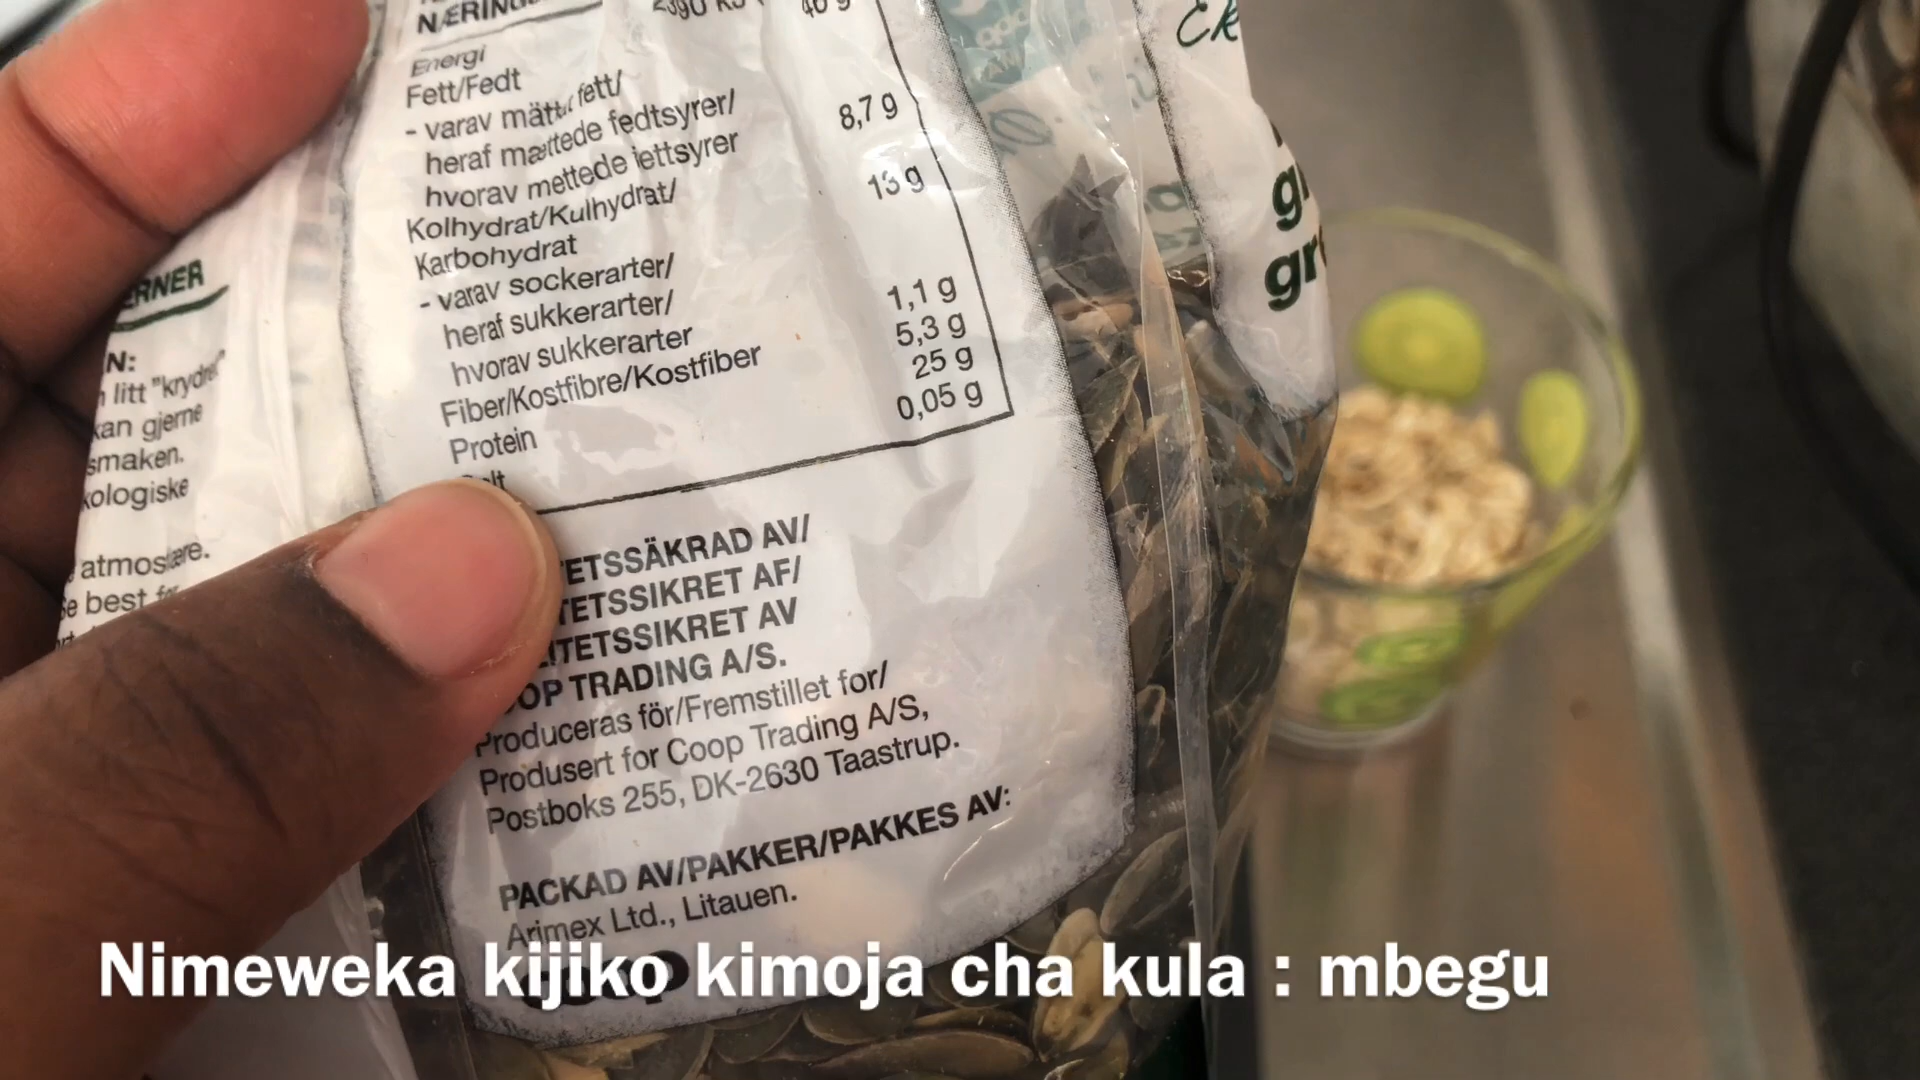 Energi
Fett/Fedt
40 g
- varav mättat fett/
heraf mættede fedtsyrer/
hvorav mettede fettsyrer
8,7 g
Kolhydrat/Kulhydrat/
Karbohydrat
13 g
- varav sockerarter/
heraf sukkerarter/
hvorav sukkerarter
1,1 g
Fiber/Kostfibre/Kostfiber
5,3 g
Protein
25 g
0,05 g
ETSSÄKRAD AV/
TETSSIKRET AF/
ITETSSIKRET AV
OP TRADING A/S.
Produceras för/Fremstillet for/
Produsert for Coop Trading A/S,
Postboks 255, DK-2630 Taastrup.
PACKAD AV/PAKKER/PAKKES AV:
Arimex Ltd., Litauen.
coop
ERNER
N:
litt "krydret"
kan gjerne
smaken.
kologiske
atmosfære.
best
Nimeweka kijiko kimoja cha kula : mbegu